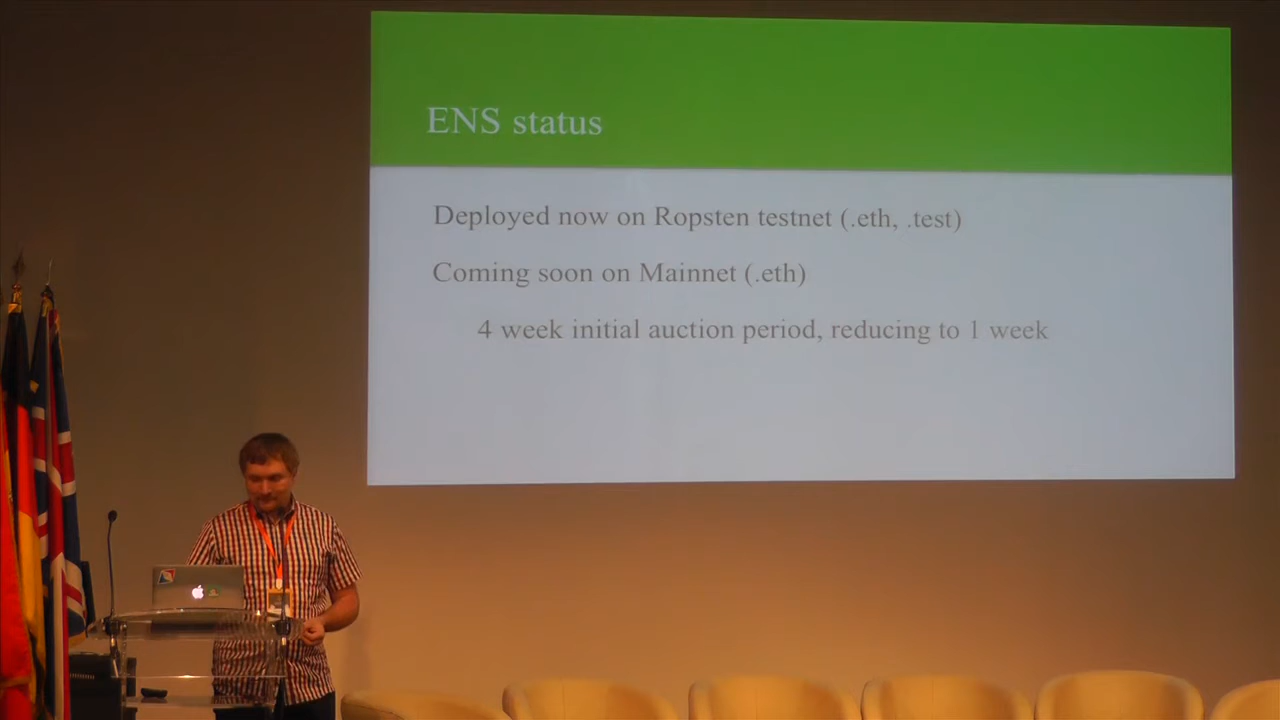 ENS status
Deployed now on Ropsten testnet (.eth, .test)
Coming soon on Mainnet (.eth)
4 week initial auction period, reducing to 1 week